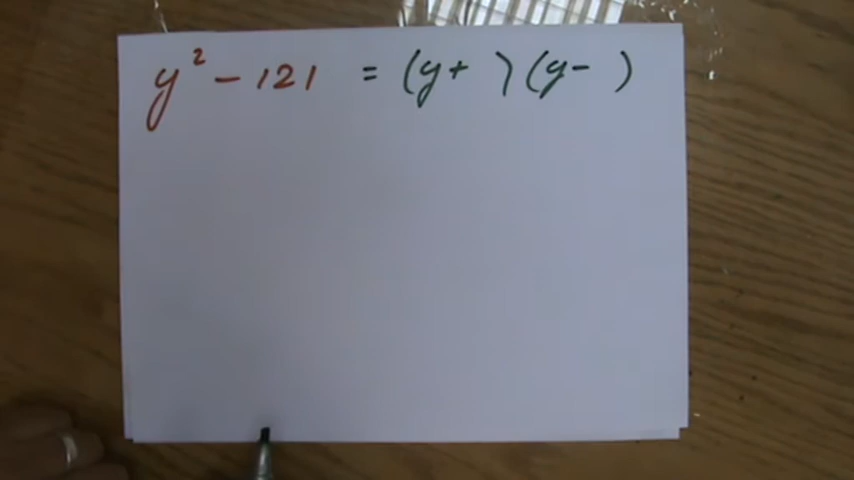 y² - 121 = (y+ )(y- )